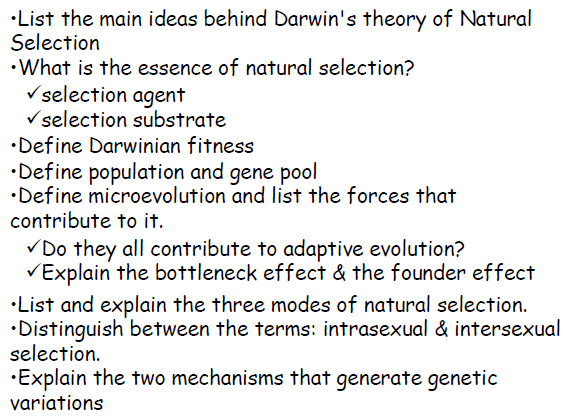 •List the main ideas behind Darwin's theory of Natural
Selection
•What is the essence of natural selection?
✓selection agent
✓selection substrate
•Define Darwinian fitness
•Define population and gene pool
•Define microevolution and list the forces that
contribute to it.
✓Do they all contribute to adaptive evolution?
✓Explain the bottleneck effect & the founder effect
•List and explain the three modes of natural selection.
•Distinguish between the terms: intrasexual & intersexual
selection.
•Explain the two mechanisms that generate genetic
variations